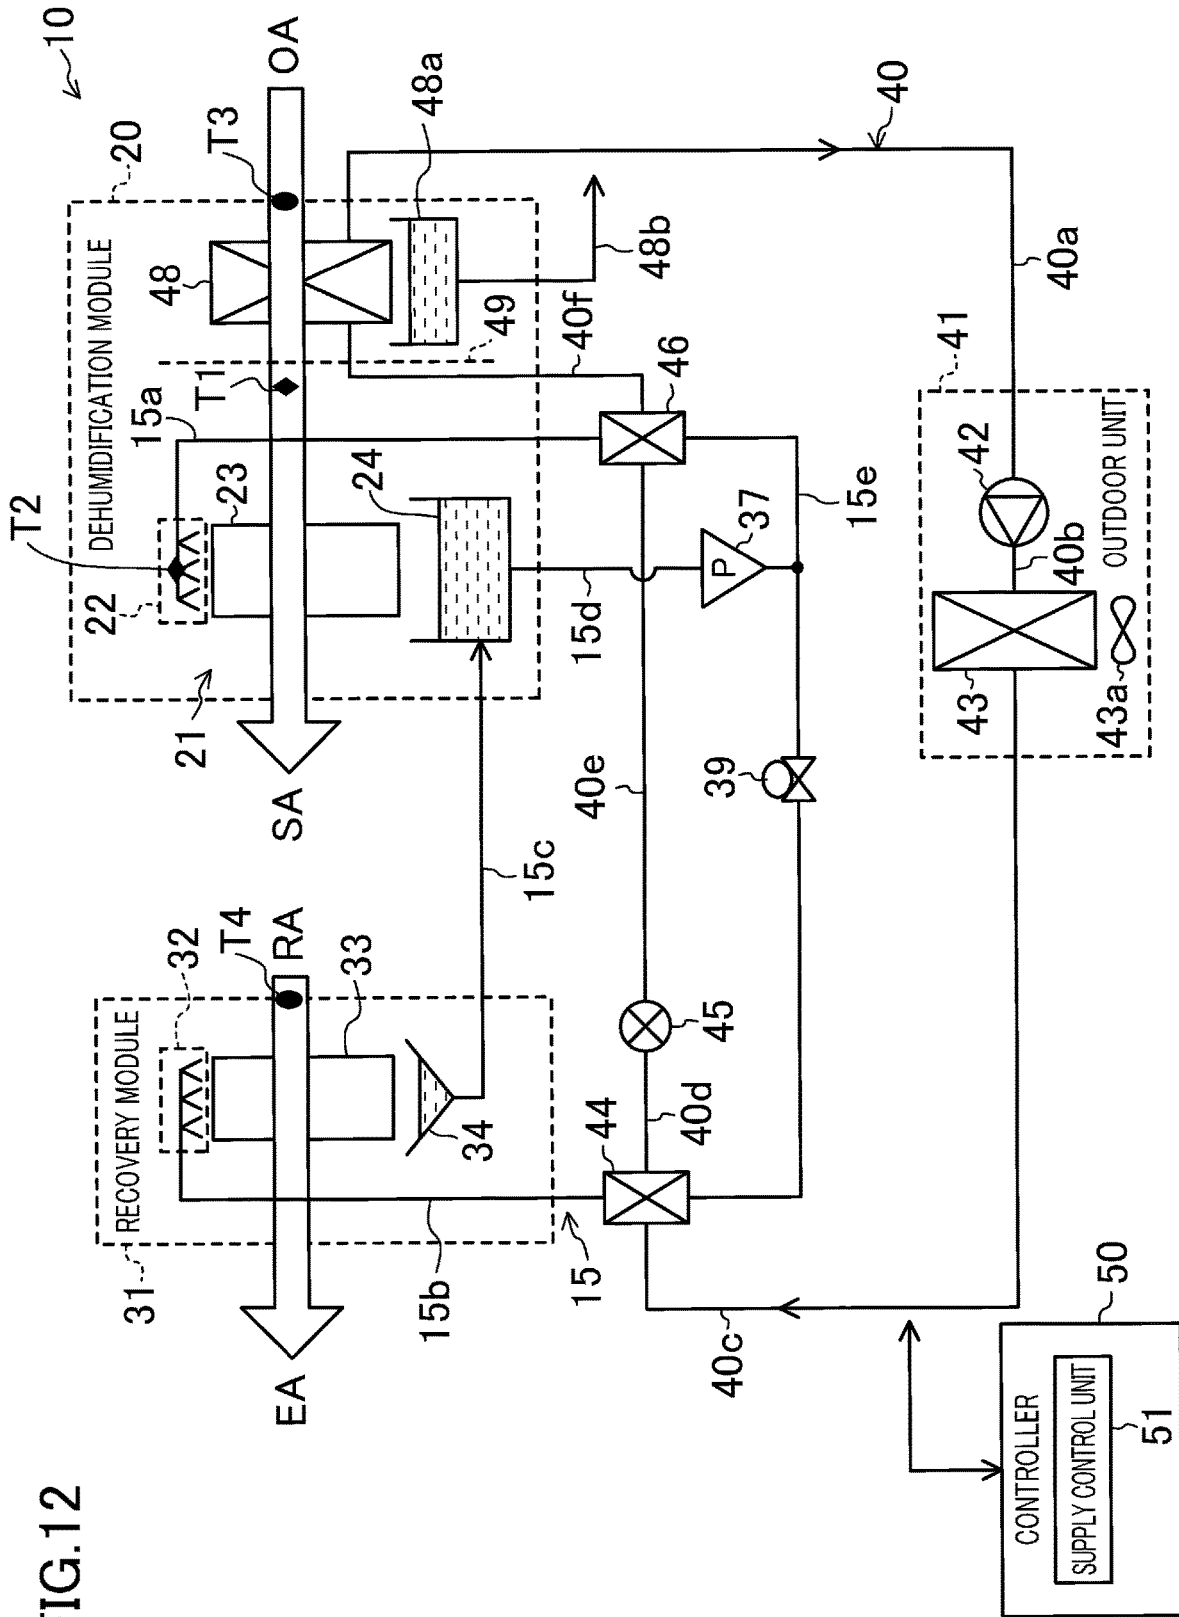 FIG.12
10
EA
RA
SA
OA
RECOVERY MODULE
31
32
T4
33
34
15b
15
15c
DEHUMIDIFICATION MODULE
20
T2
22
23
21
24
15a
T1
48
T3
48a
48b
49
40f
46
15d
37
P
15e
40e
39
45
40d
44
40c
40
40a
41
42
40b
43
43a
OUTDOOR UNIT
50
CONTROLLER
SUPPLY CONTROL UNIT
51